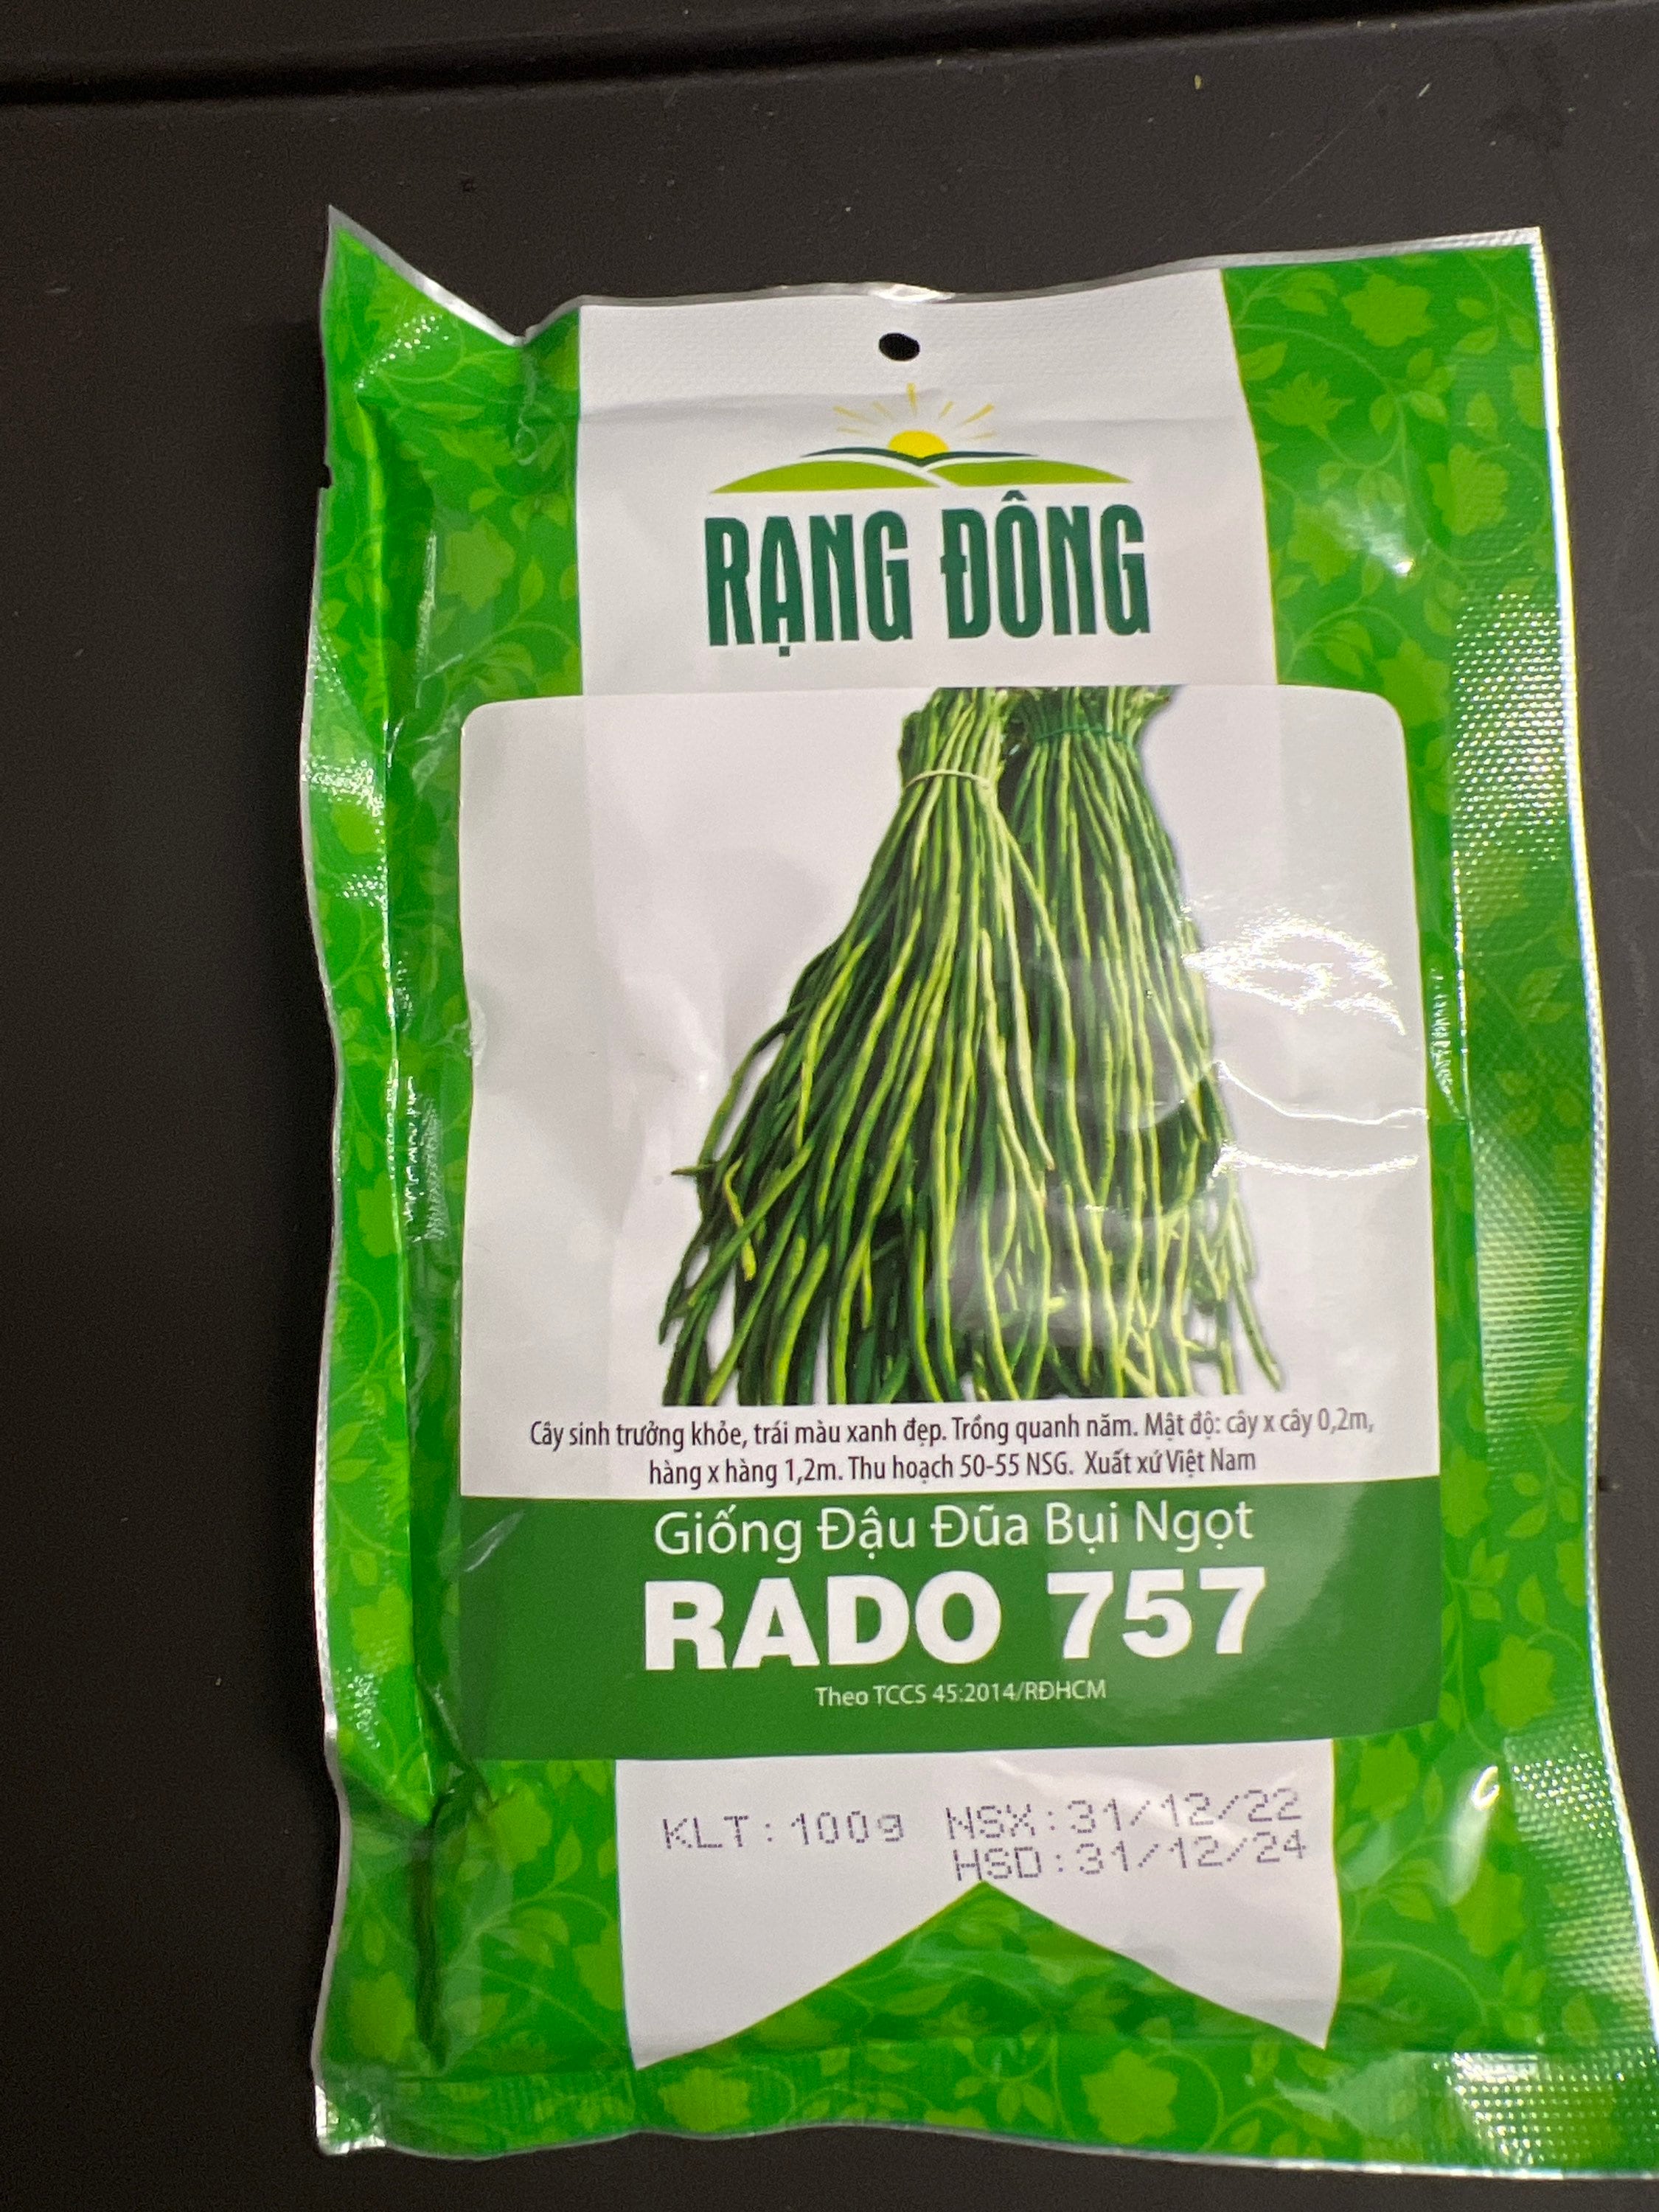 RẠNG ĐÔNG
Cây sinh trưởng khỏe, trái màu xanh đẹp. Trồng quanh năm. Mật độ: cây x cây 0,2m,
hàng x hàng 1,2m. Thu hoạch 50-55 NSG. Xuất xứ Việt Nam
Giống Đậu Đũa Bụi Ngọt
RADO 757
Theo TCCS 45:2014/RĐHCM
KLT: 100g NSX: 31/12/22
HSD: 31/12/24